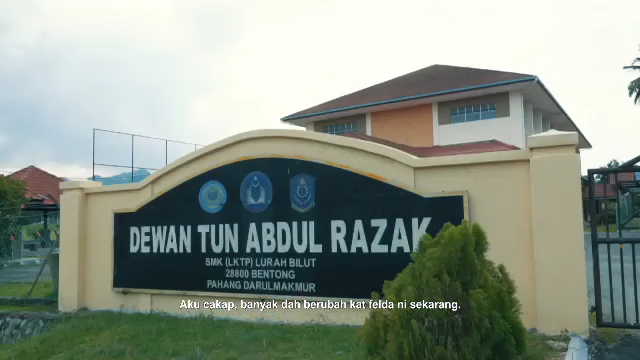 DEWAN TUN ABDUL RAZAK
SMK (LKTP) LURAH BILUT
28800 BENTONG
PAHANG DARULMAKMUR
Aku cakap, banyak dah berubah kat felda ni sekarang.